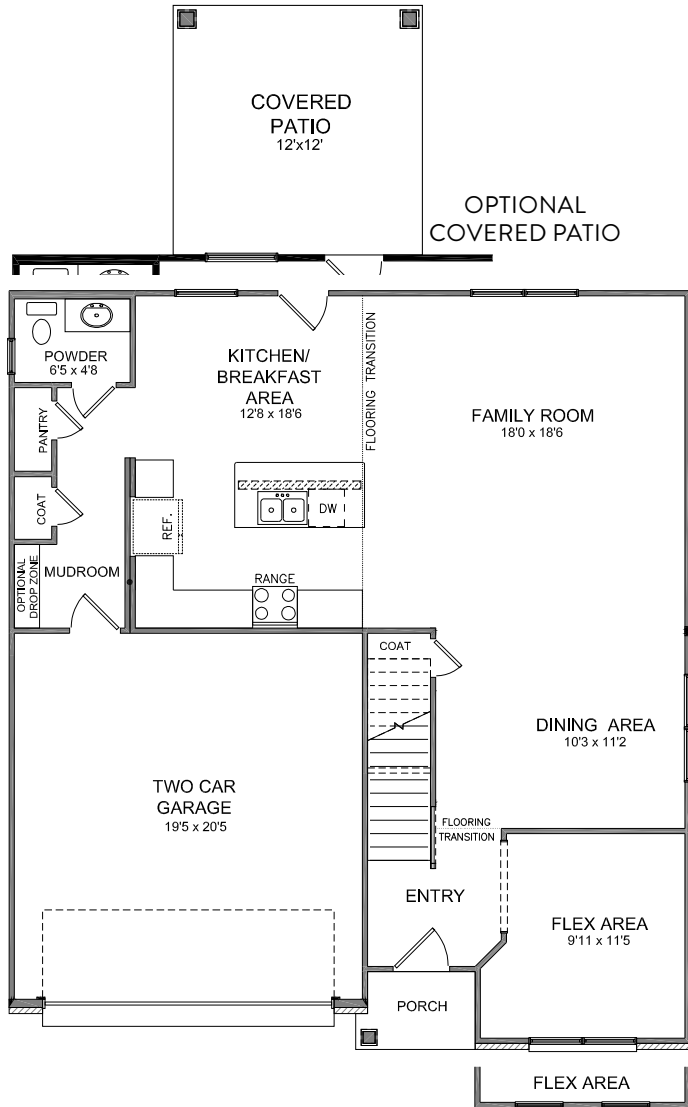 COVERED
PATIO
12'x12'
OPTIONAL
COVERED PATIO
POWDER
6'5 x 4'8
KITCHEN/
BREAKFAST
AREA
12'8 x 18'6
FLOORING TRANSITION
FAMILY ROOM
18'0 x 18'6
PANTRY
COAT
REF.
DW
OPTIONAL
DROP ZONE
MUDROOM
RANGE
COAT
DINING AREA
10'3 x 11'2
TWO CAR
GARAGE
19'5 x 20'5
FLOORING
TRANSITION
ENTRY
FLEX AREA
9'11 x 11'5
PORCH
FLEX AREA